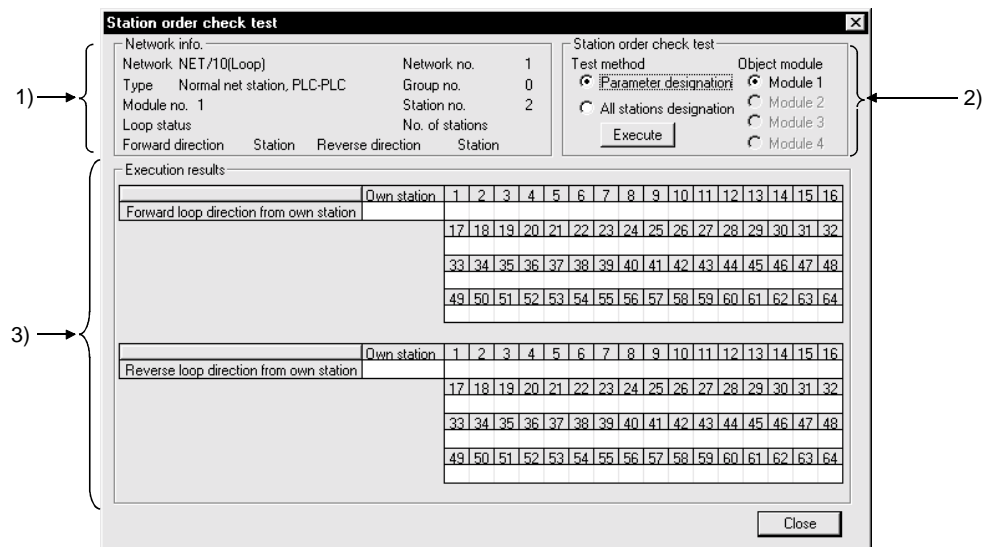 Station order check test
1)
2)
3)
Network info.
Network NET/10(Loop) Network no. 1
Type Normal net station, PLC-PLC Group no. 0
Module no. 1 Station no. 2
Loop status No. of stations
Forward direction Station Reverse direction Station
Station order check test
Test method Object module
Parameter designation Module 1
All stations designation Module 2
Module 3
Execute Module 4
Execution results
Own station 1 2 3 4 5 6 7 8 9 10 11 12 13 14 15 16
Forward loop direction from own station
17 18 19 20 21 22 23 24 25 26 27 28 29 30 31 32
33 34 35 36 37 38 39 40 41 42 43 44 45 46 47 48
49 50 51 52 53 54 55 56 57 58 59 60 61 62 63 64
Own station 1 2 3 4 5 6 7 8 9 10 11 12 13 14 15 16
Reverse loop direction from own station
17 18 19 20 21 22 23 24 25 26 27 28 29 30 31 32
33 34 35 36 37 38 39 40 41 42 43 44 45 46 47 48
49 50 51 52 53 54 55 56 57 58 59 60 61 62 63 64
Close